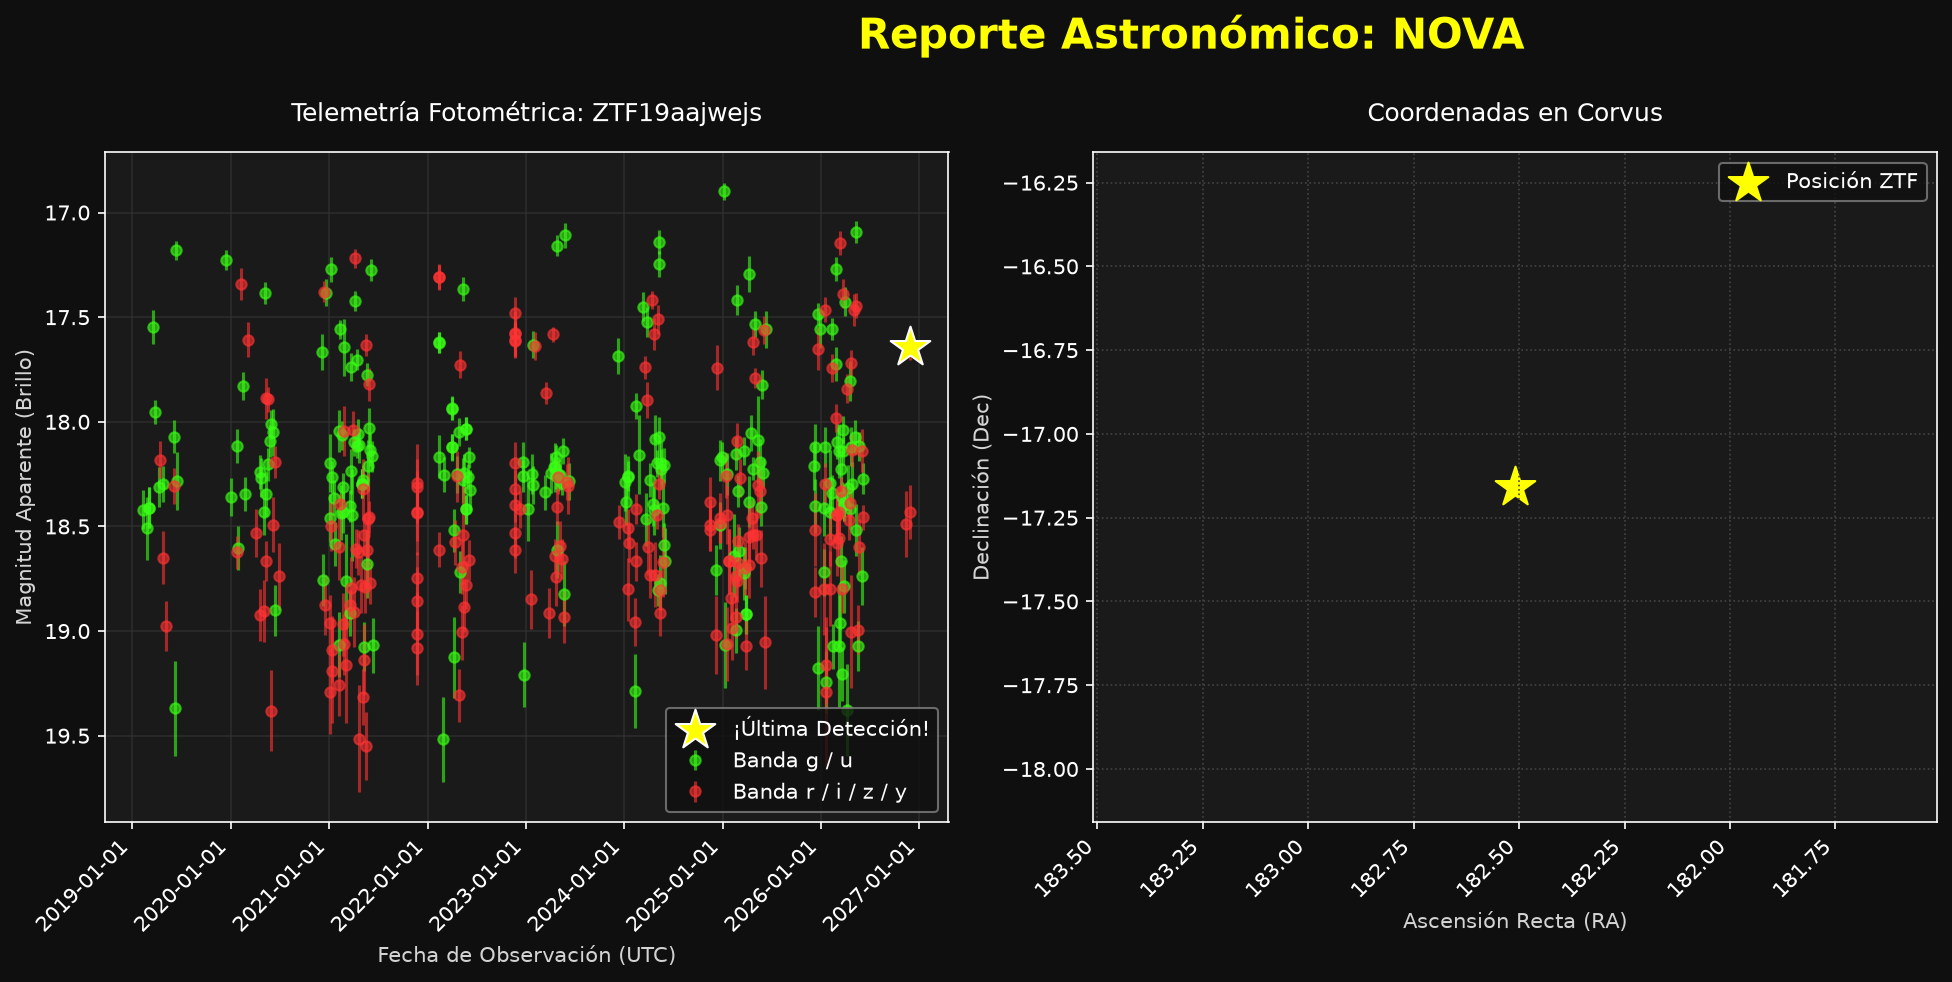 Reporte Astronómico: NOVA
Telemetría Fotométrica: ZTF19aajwejs
Magnitud Aparente (Brillo)
17.0
17.5
18.0
18.5
19.0
19.5
¡Última Detección!
Banda g / u
Banda r / i / z / y
2019-01-01
2020-01-01
2021-01-01
2022-01-01
2023-01-01
2024-01-01
2025-01-01
2026-01-01
2027-01-01
Fecha de Observación (UTC)
Coordenadas en Corvus
Declinación (Dec)
−16.25
−16.50
−16.75
−17.00
−17.25
−17.50
−17.75
−18.00
Posición ZTF
183.50
183.25
183.00
182.75
182.50
182.25
182.00
181.75
Ascensión Recta (RA)